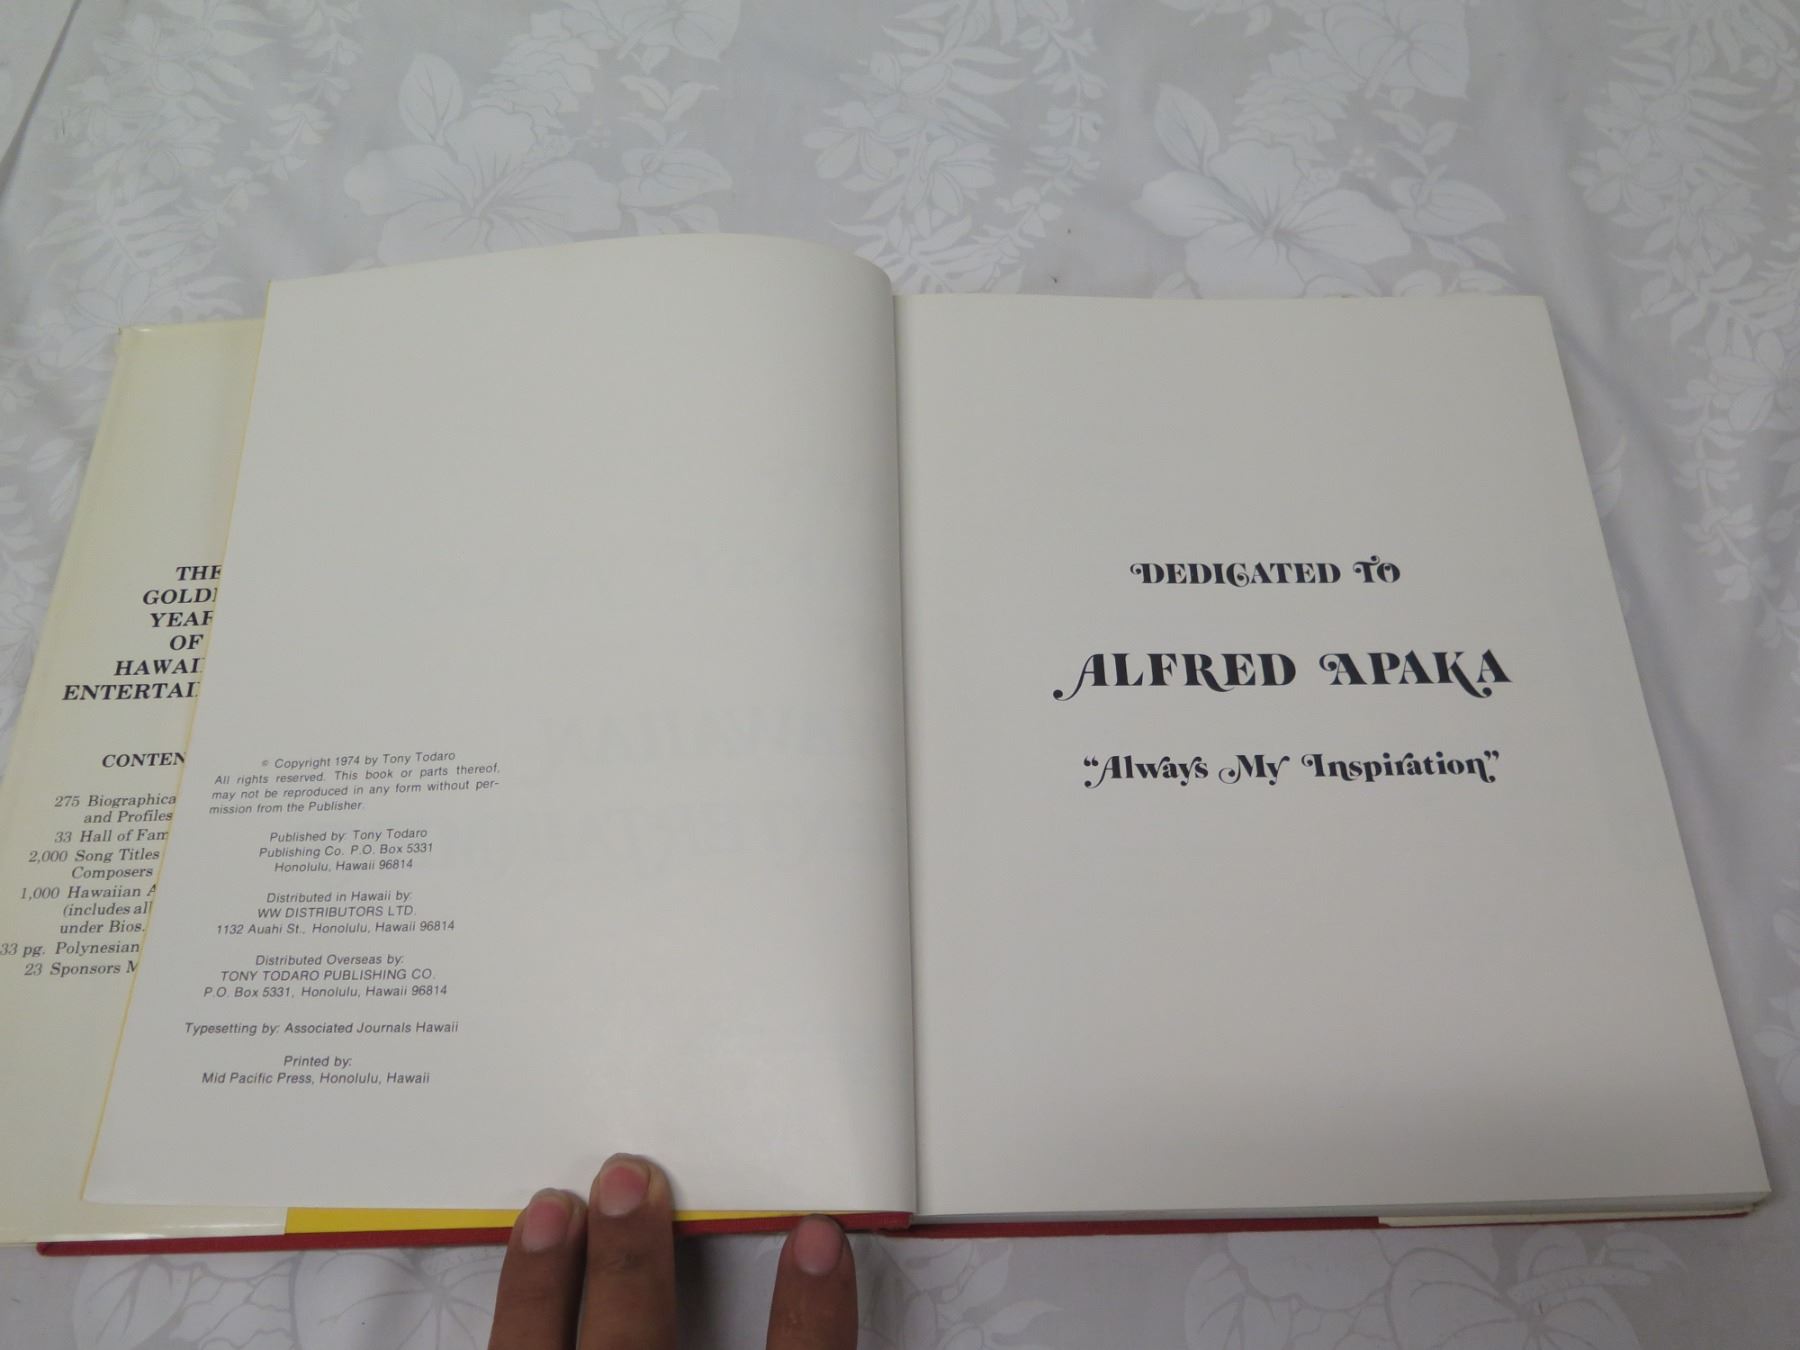 THE
YEAR
OF
CONTEN
275 Biographica
and Profiles
33 Hall of Fam
2,000 Song Titles
Composers
1,000 Hawaiian A
(includes all
under Bios.
33 pg. Polynesian
23 Sponsors M
© Copyright 1974 by Tony Todaro
All rights reserved. This book or parts thereof,
may not be reproduced in any form without per-
mission from the Publisher.
Published by: Tony Todaro
Publishing Co. P.O. Box 5331
Honolulu, Hawaii 96814
Distributed in Hawaii by:
WW DISTRIBUTORS LTD.
1132 Auahi St., Honolulu, Hawaii 96814
Distributed Overseas by:
TONY TODARO PUBLISHING CO.
P.O. Box 5331, Honolulu, Hawaii 96814
Typesetting by: Associated Journals Hawaii
Printed by:
Mid Pacific Press, Honolulu, Hawaii
DEDICATED TO
ALFRED APAKA
“Always My Inspiration”